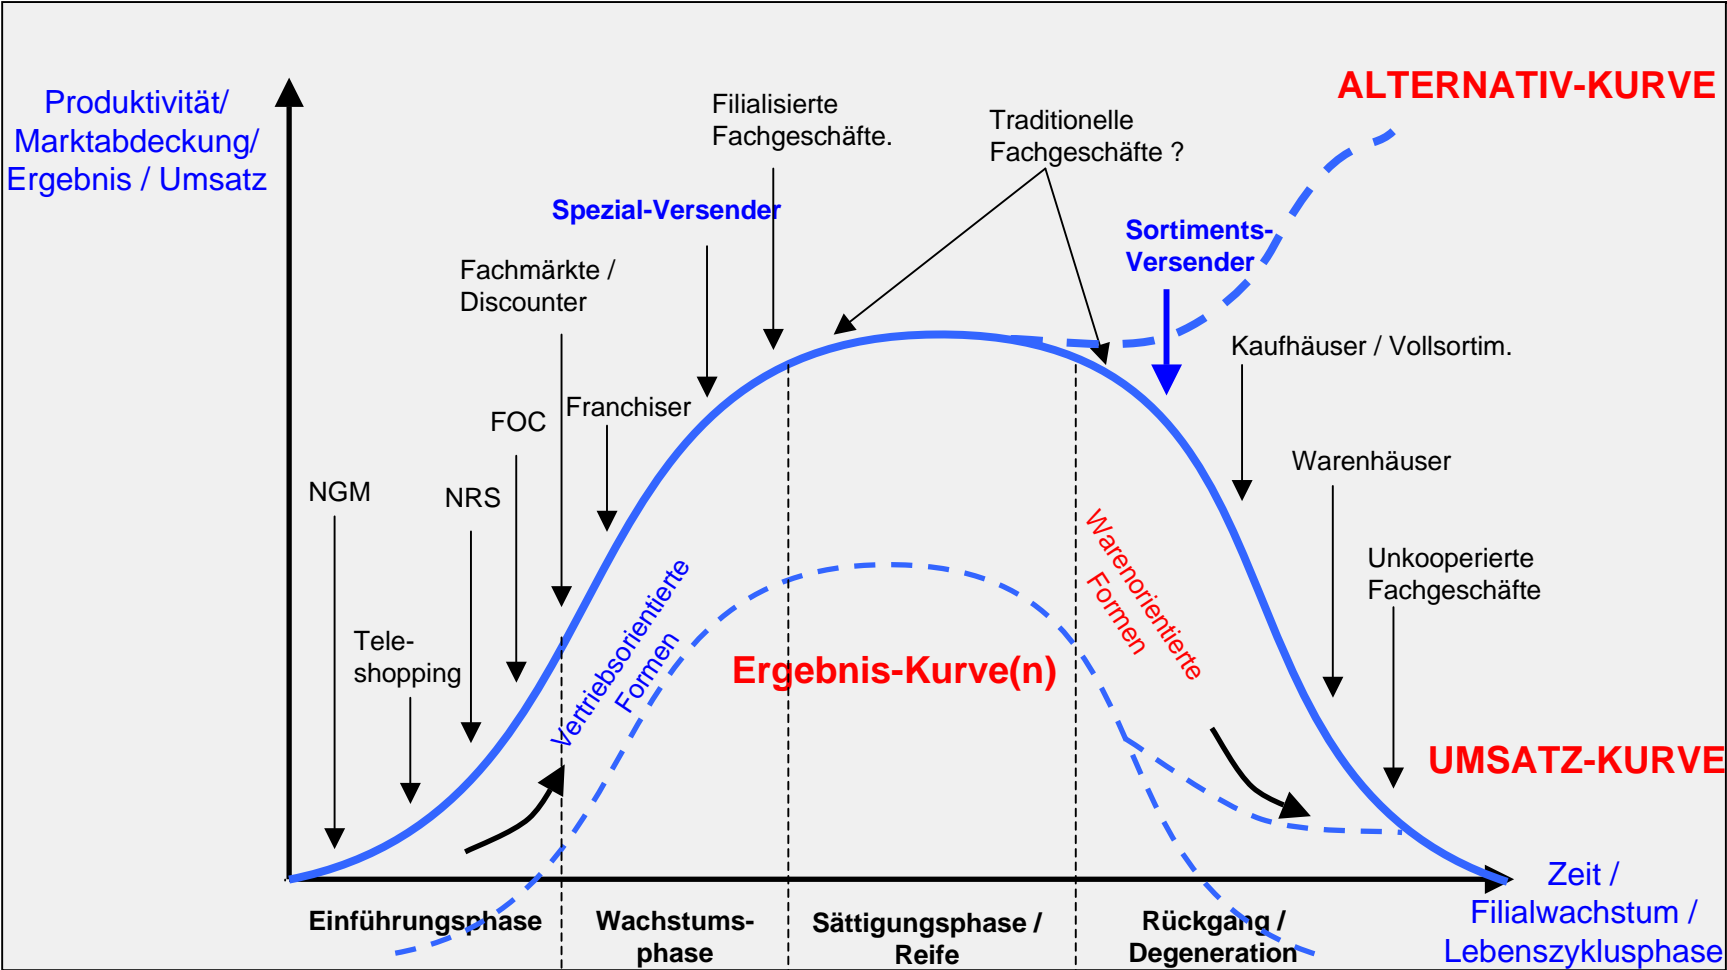 ALTERNATIV-KURVE
Produktivität/
Marktabdeckung/
Ergebnis / Umsatz
Filialisierte
Fachgeschäfte.
Traditionelle
Fachgeschäfte ?
Spezial-Versender
Sortiments-
Versender
Fachmärkte /
Discounter
Kaufhäuser / Vollsortim.
Franchiser
FOC
Warenhäuser
NGM
NRS
Unkooperierte
Fachgeschäfte
Tele-
shopping
Vertriebsorientierte
Formen
Warenorientierte
Formen
Ergebnis-Kurve(n)
UMSATZ-KURVE
Einführungsphase
Wachstums-
phase
Sättigungsphase /
Reife
Rückgang /
Degeneration
Zeit /
Filialwachstum /
Lebenszyklusphase